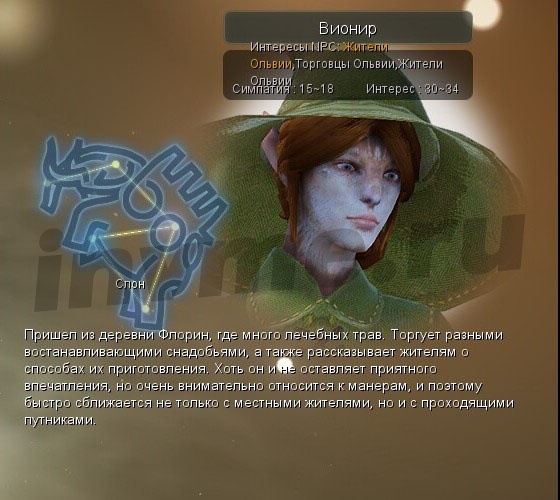 Вионир
Интересы NPC: Жители
Ольвии,Торговцы Ольвии,Жители
Ольвии
Симпатия : 15~18 Интерес : 30~34
Слон
Пришел из деревни Флорин, где много лечебных трав. Торгует разными
востанавливающими снадобьями, а также рассказывает жителям о
способах их приготовления. Хоть он и не оставляет приятного
впечатления, но очень внимательно относится к манерам, и поэтому
быстро сближается не только с местными жителями, но и с проходящими
путниками.